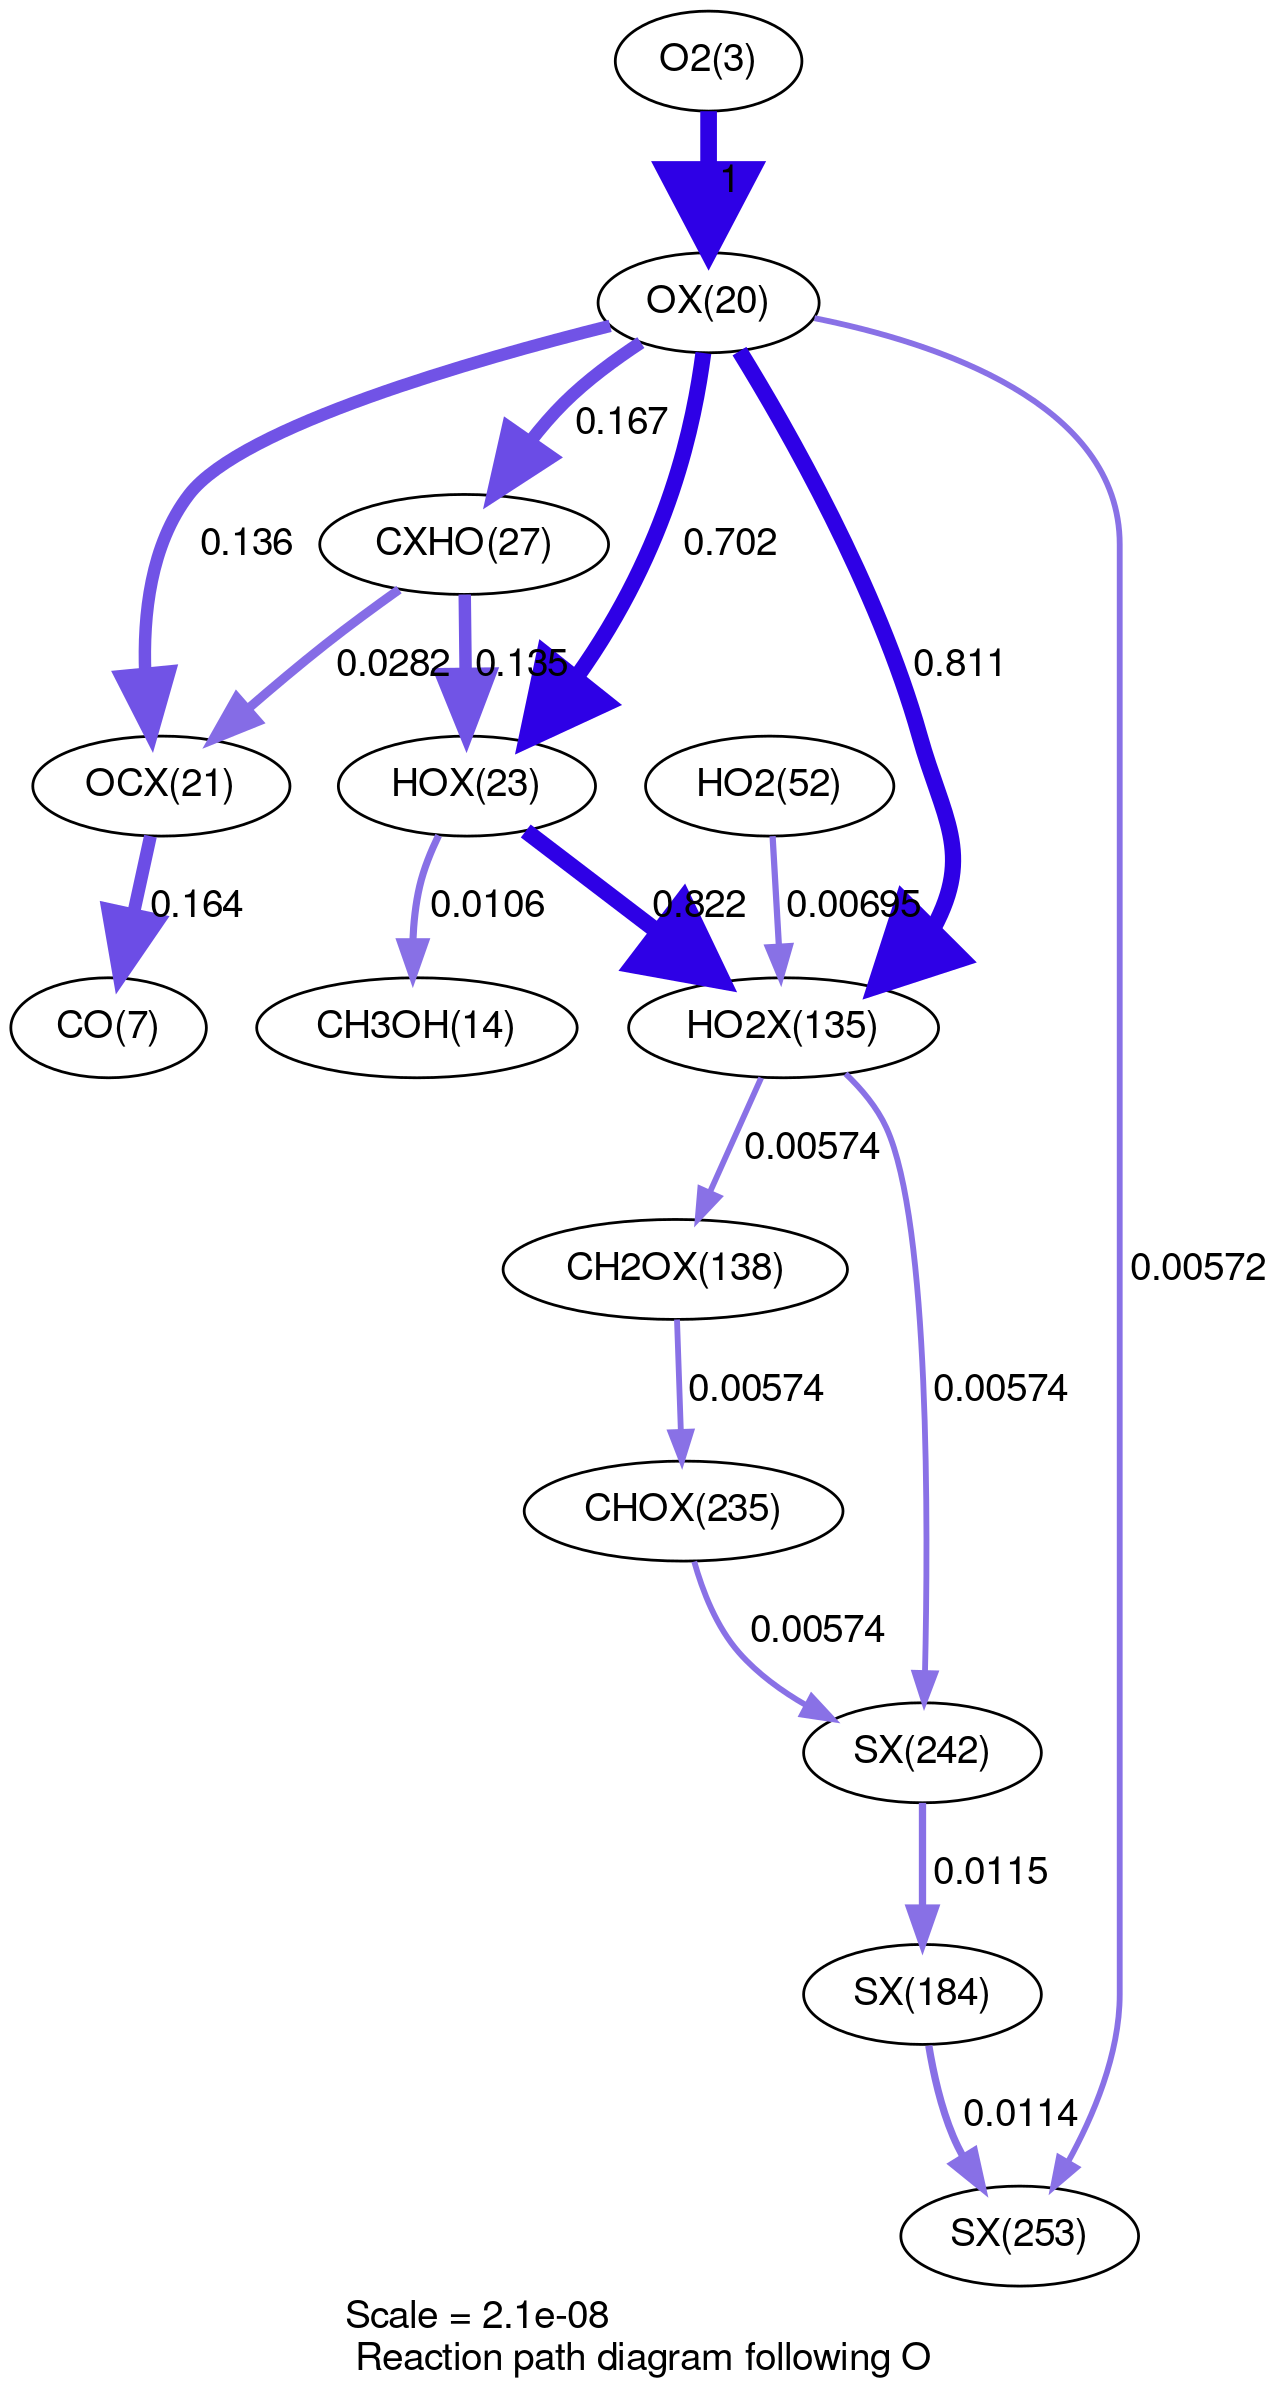 O2(3)
1
OX(20)
0.167
0.136
CXHO(27)
0.702
0.0282
0.135
0.811
OCX(21)
HOX(23)
HO2(52)
0.164
0.0106
0.822
0.00695
CO(7)
CH3OH(14)
HO2X(135)
0.00574
CH2OX(138)
0.00572
0.00574
0.00574
CHOX(235)
0.00574
SX(242)
0.0115
SX(184)
0.0114
SX(253)
Scale = 2.1e-08
Reaction path diagram following O